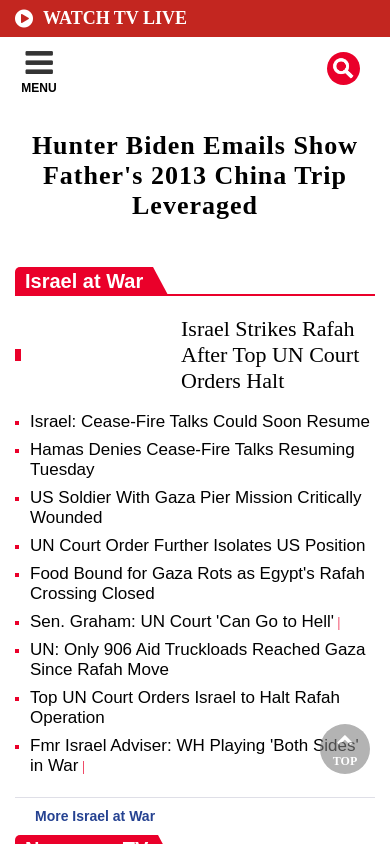 WATCH TV LIVE
MENU
Hunter Biden Emails Show
Father's 2013 China Trip
Leveraged
Israel at War
Israel Strikes Rafah
After Top UN Court
Orders Halt
Israel: Cease-Fire Talks Could Soon Resume
Hamas Denies Cease-Fire Talks Resuming
Tuesday
US Soldier With Gaza Pier Mission Critically
Wounded
UN Court Order Further Isolates US Position
Food Bound for Gaza Rots as Egypt's Rafah
Crossing Closed
Sen. Graham: UN Court 'Can Go to Hell' |
UN: Only 906 Aid Truckloads Reached Gaza
Since Rafah Move
Top UN Court Orders Israel to Halt Rafah
Operation
Fmr Israel Adviser: WH Playing 'Both Sides'
in War |
TOP
More Israel at War